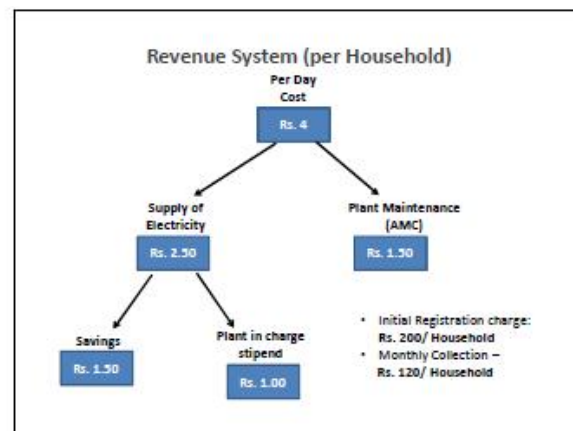 Revenue System (per Household)
Per Day
Cost
Rs. 4
Supply of
Electricity
Rs. 2.50
Plant Maintenance
(AMC)
Rs. 1.50
Savings
Rs. 1.50
Plant in charge
stipend
Rs. 1.00
• Initial Registration charge:
Rs. 200/ Household
• Monthly Collection –
Rs. 120/ Household